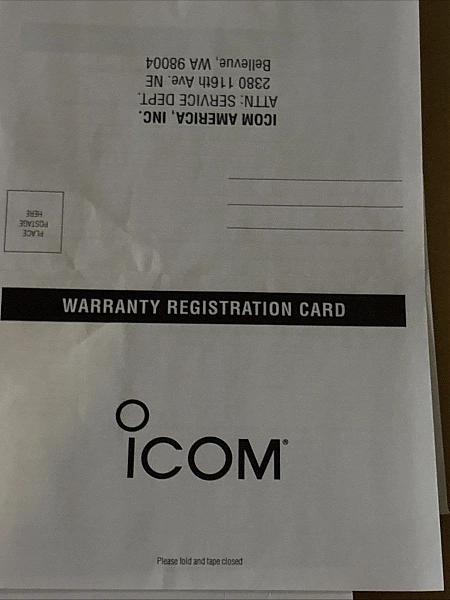 ICOM AMERICA, INC.
ATTN: SERVICE DEPT.
2380 116th Ave. NE
Bellevue, WA 98004
PLACE
POSTAGE
HERE
WARRANTY REGISTRATION CARD
ICOM®
Please fold and tape closed